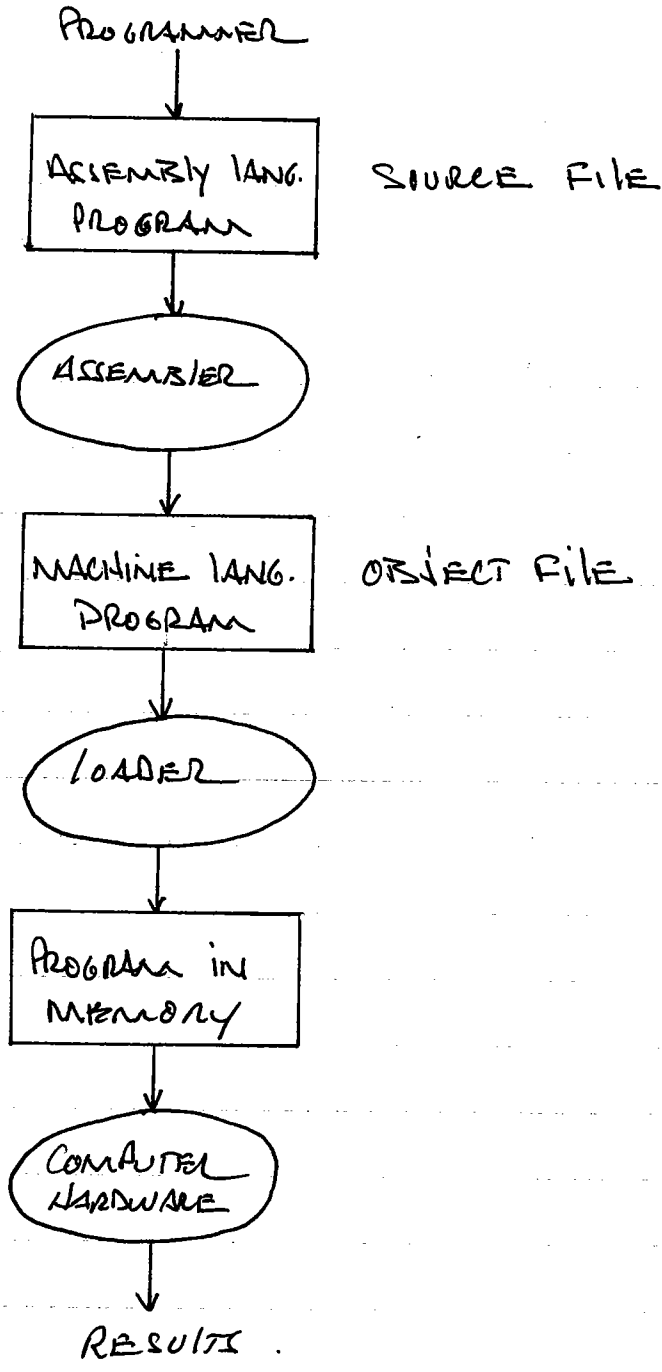 PROGRAMMER
ASSEMBLY LANG. SOURCE FILE
PROGRAM
ASSEMBLER
MACHINE LANG. OBJECT FILE
PROGRAM
LOADER
PROGRAM IN
MEMORY
COMPUTER
HARDWARE
RESULTS.